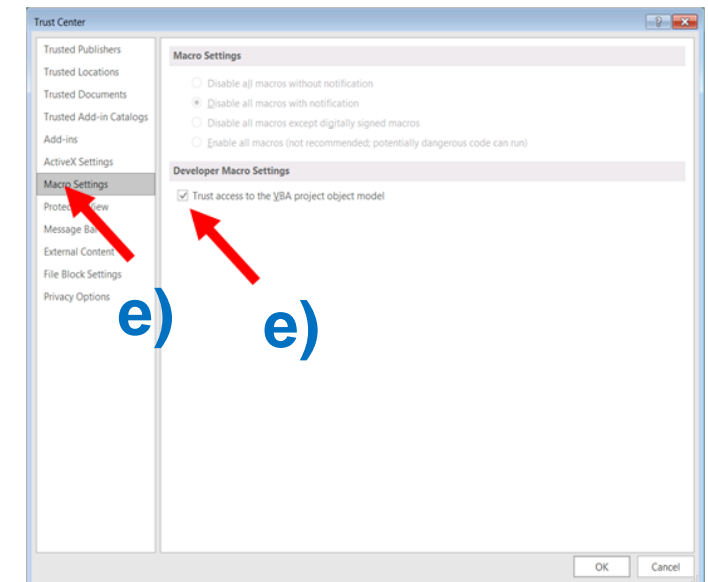 Trust Center
Trusted Publishers
Trusted Locations
Trusted Documents
Trusted Add-in Catalogs
Add-ins
ActiveX Settings
Macro Settings
View
Message Ba
External Content
File Block Settings
Privacy Options
e)
Macro Settings
Disable all macros without notification
Disable all macros with notification
Disable all macros except digitally signed macros
Enable all macros (not recommended; potentially dangerous code can run)
Developer Macro Settings
Trust access to the VBA project object model
e)
OK Cancel